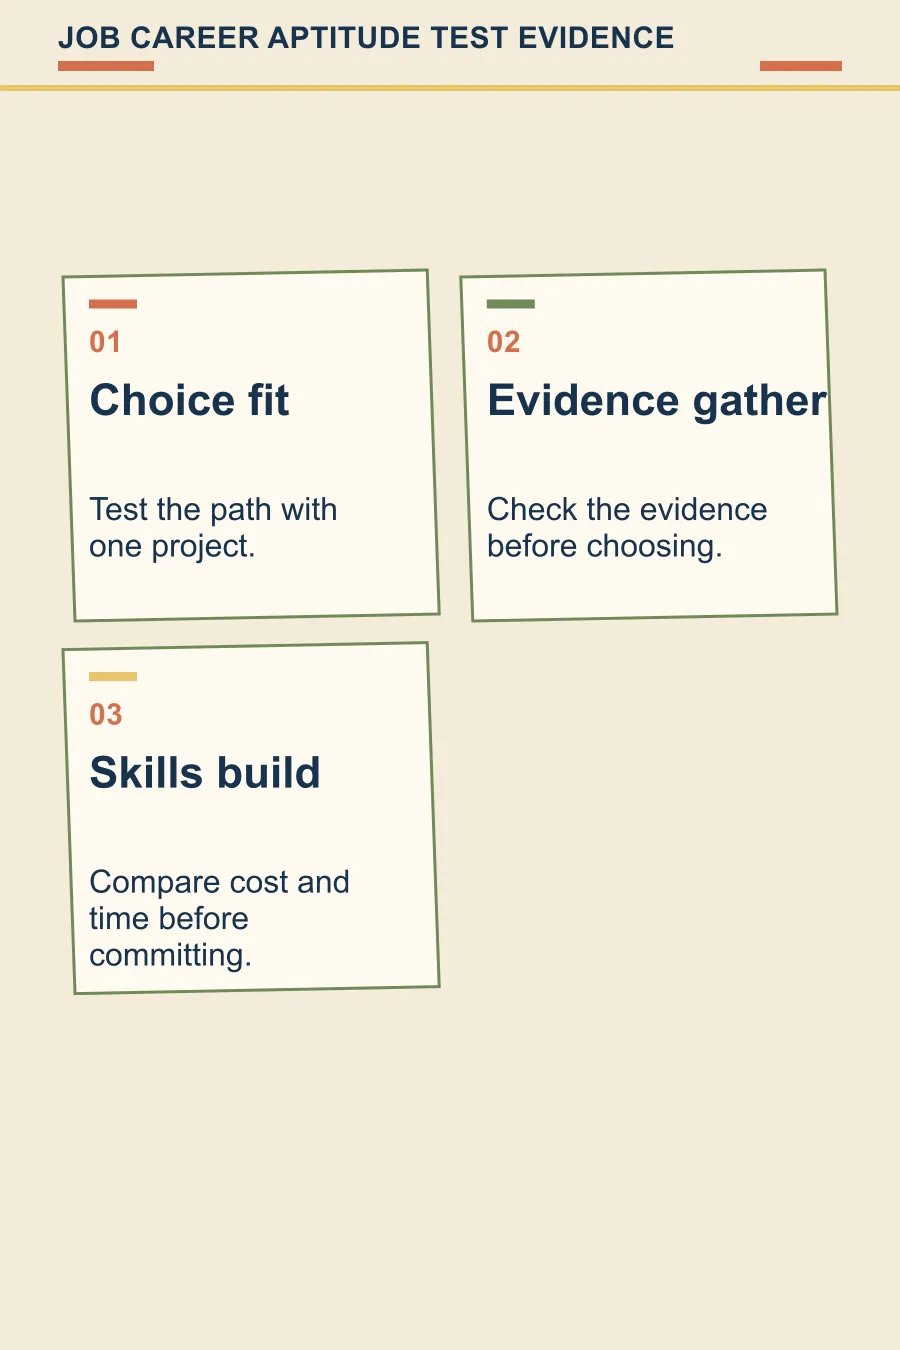 JOB CAREER APTITUDE TEST EVIDENCE
01
Choice fit
Test the path with
one project.
02
Evidence gather
Check the evidence
before choosing.
03
Skills build
Compare cost and
time before
committing.